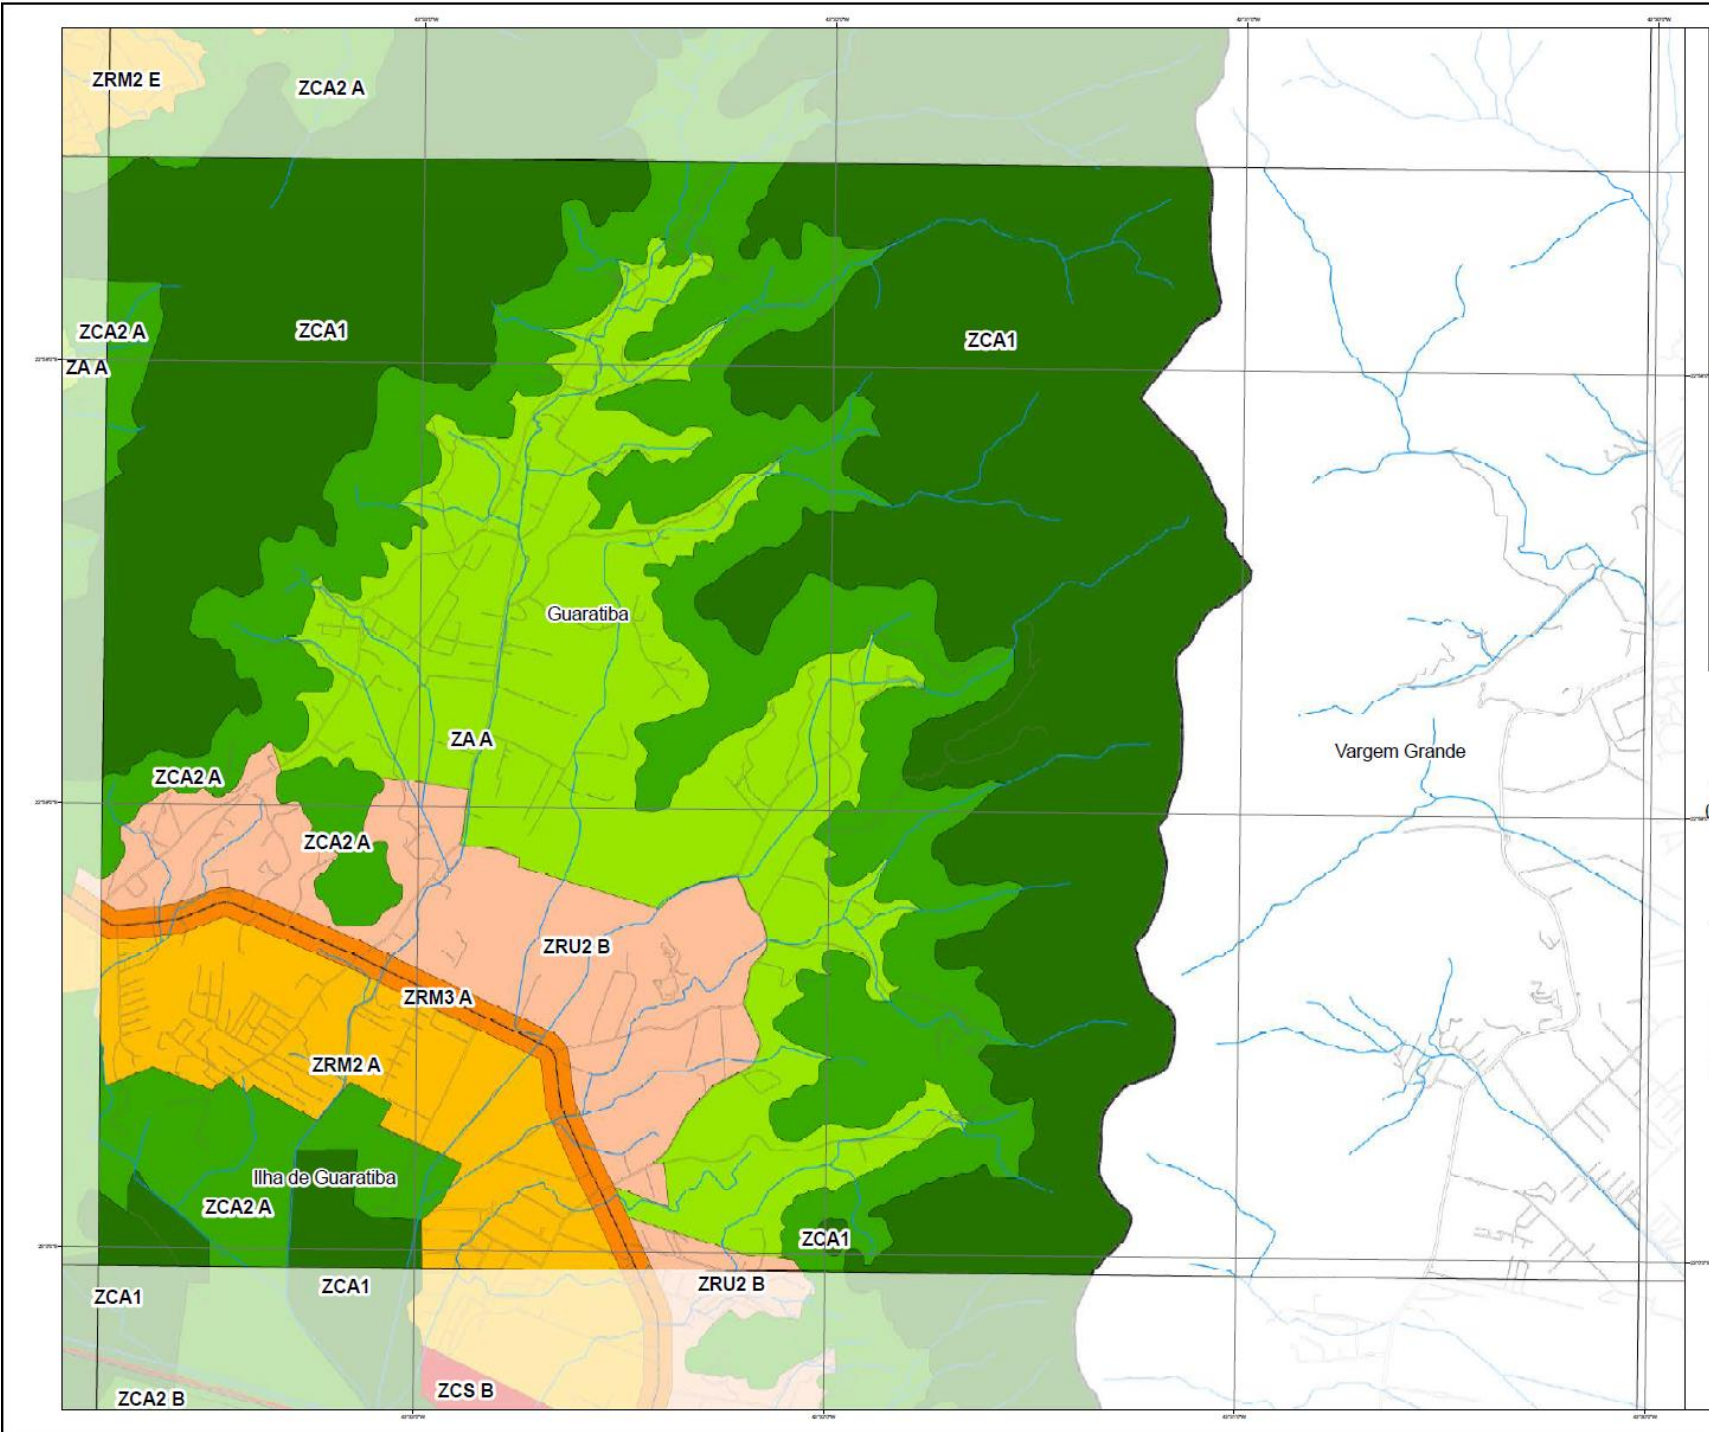 ZRM2 E
ZCA2 A
ZCA2 A
ZCA1
ZCA1
ZA A
Guaratiba
ZA A
Vargem Grande
ZCA2 A
ZCA2 A
ZRU2 B
ZRM3 A
ZRM2 A
Ilha de Guaratiba
ZCA2 A
ZCA1
ZCA1
ZRU2 B
ZCA1
ZCS B
ZCA2 B